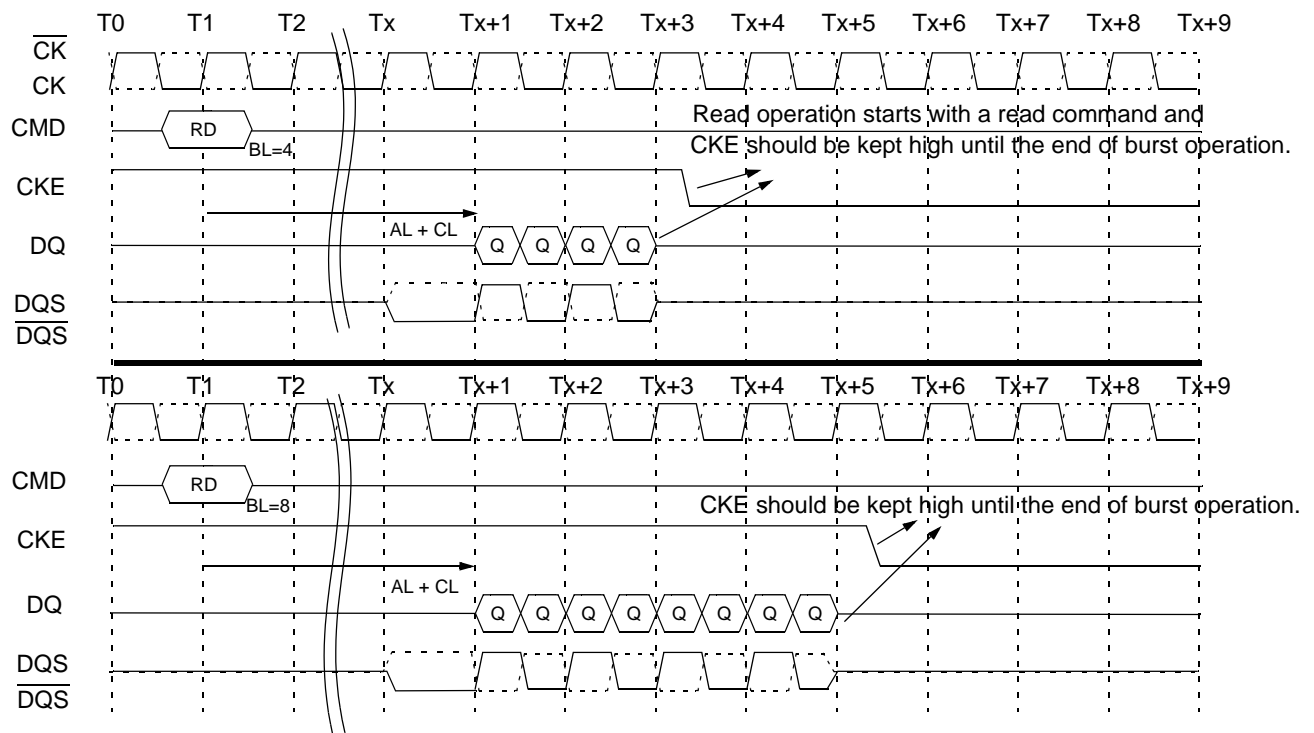 T0 T1 T2 Tx Tx+1 Tx+2 Tx+3 Tx+4 Tx+5 Tx+6 Tx+7 Tx+8 Tx+9
CK
CK
CMD RD BL=4
Read operation starts with a read command and
CKE should be kept high until the end of burst operation.
CKE
AL + CL
DQ Q Q Q Q
DQS
DQS
T0 T1 T2 Tx Tx+1 Tx+2 Tx+3 Tx+4 Tx+5 Tx+6 Tx+7 Tx+8 Tx+9
CMD RD BL=8
CKE should be kept high until the end of burst operation.
CKE
AL + CL
DQ Q Q Q Q Q Q Q Q
DQS
DQS